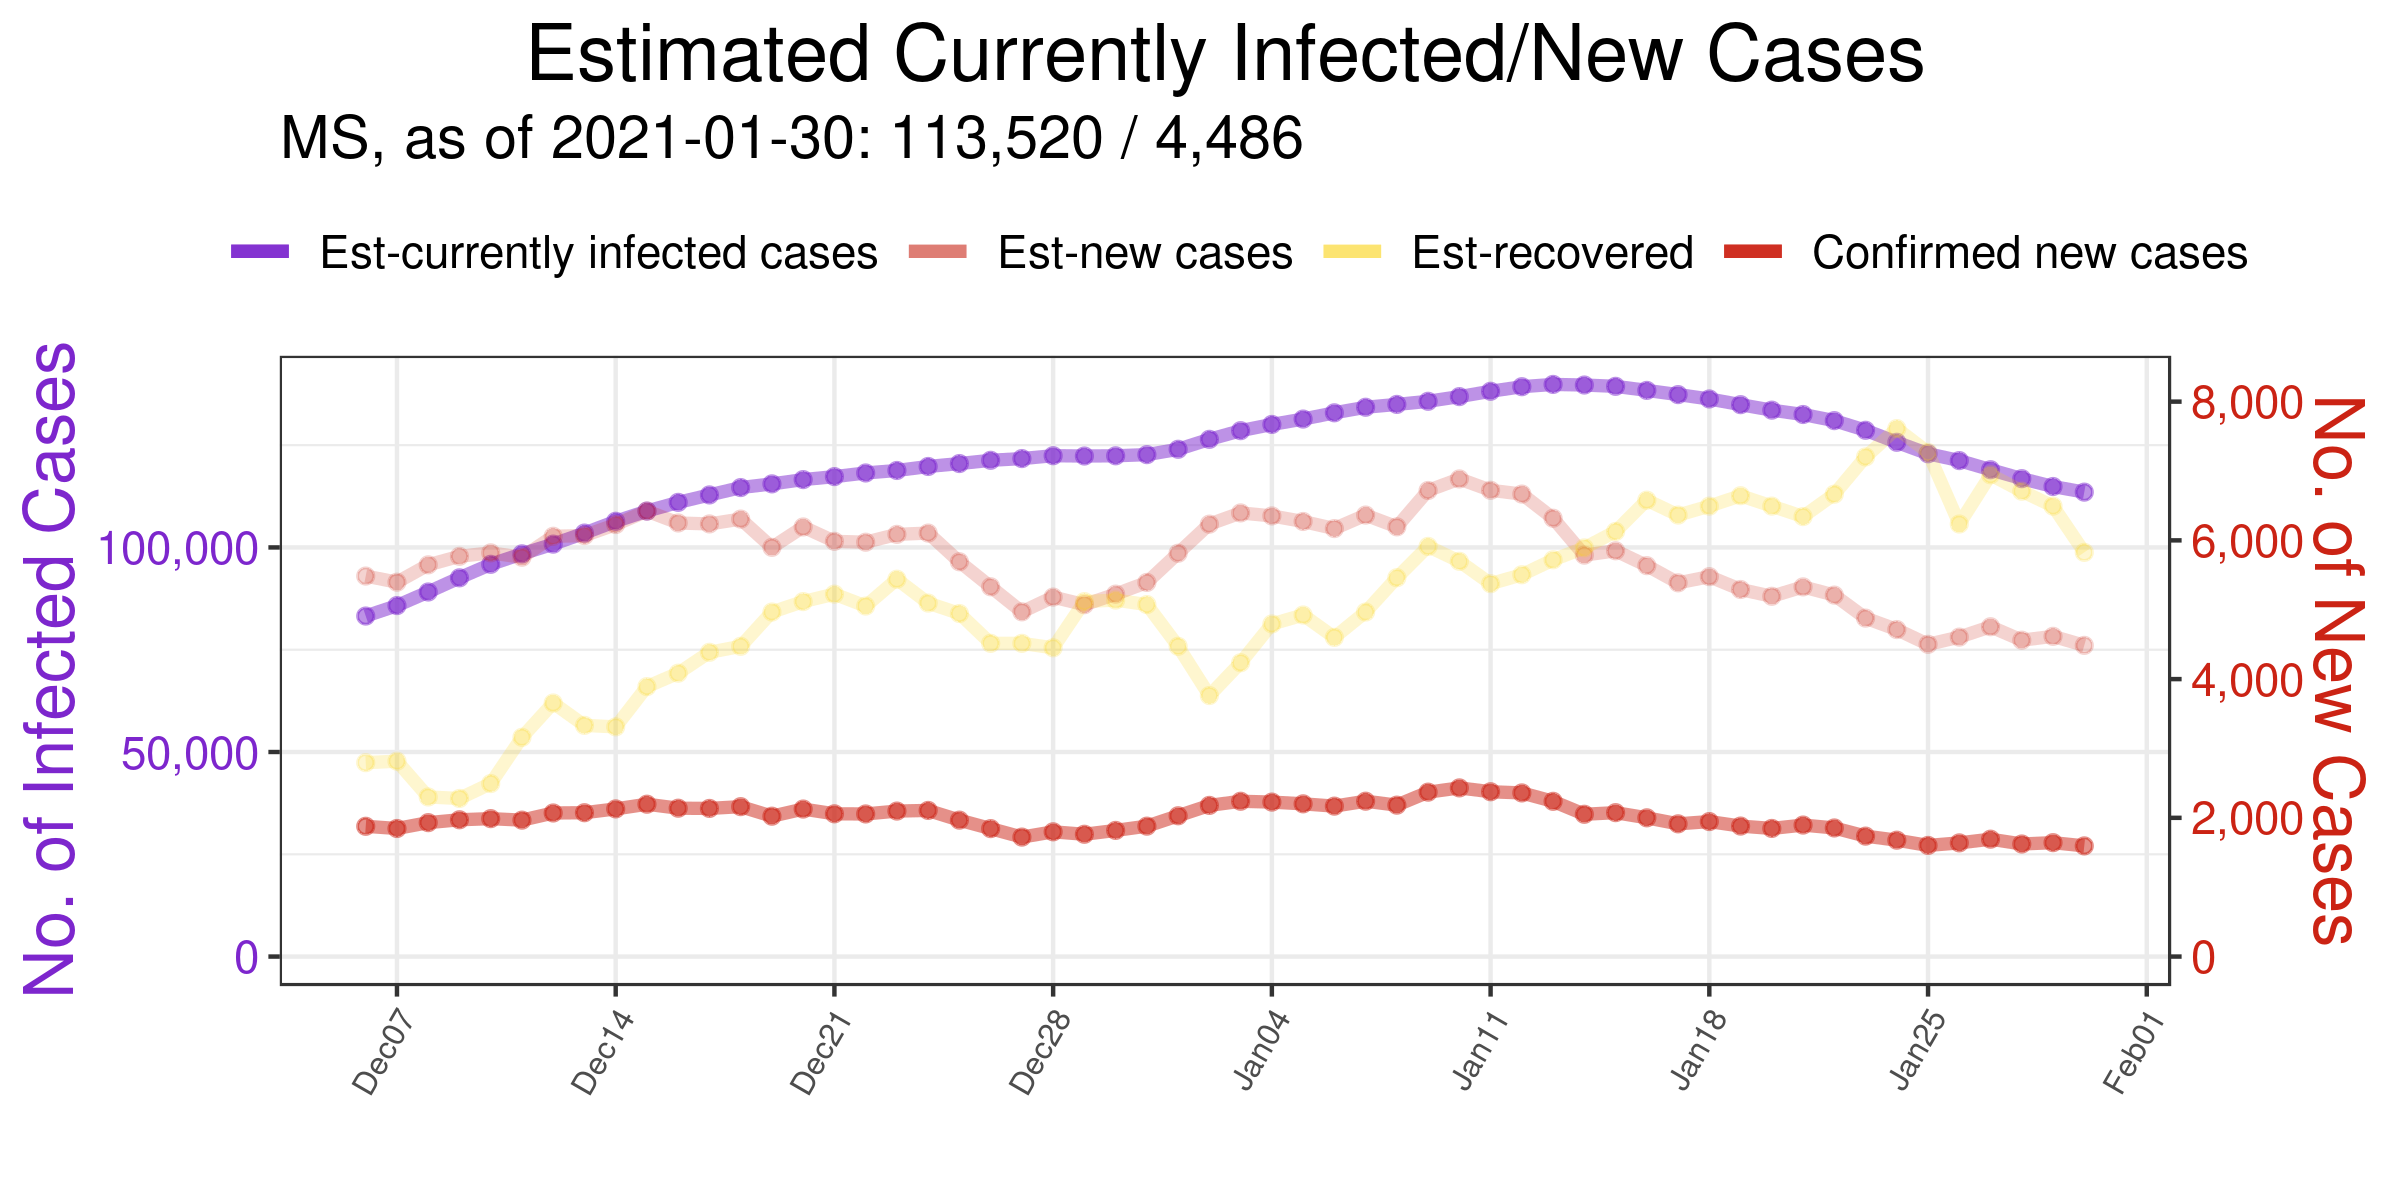 Estimated Currently Infected/New Cases
MS, as of 2021-01-30: 113,520 / 4,486
Est-currently infected cases Est-new cases Est-recovered Confirmed new cases
No. of Infected Cases
100,000
50,000
0
8,000
6,000
4,000
2,000
0
No. of New Cases
Dec07 Dec14 Dec21 Dec28 Jan04 Jan11 Jan18 Jan25 Feb01